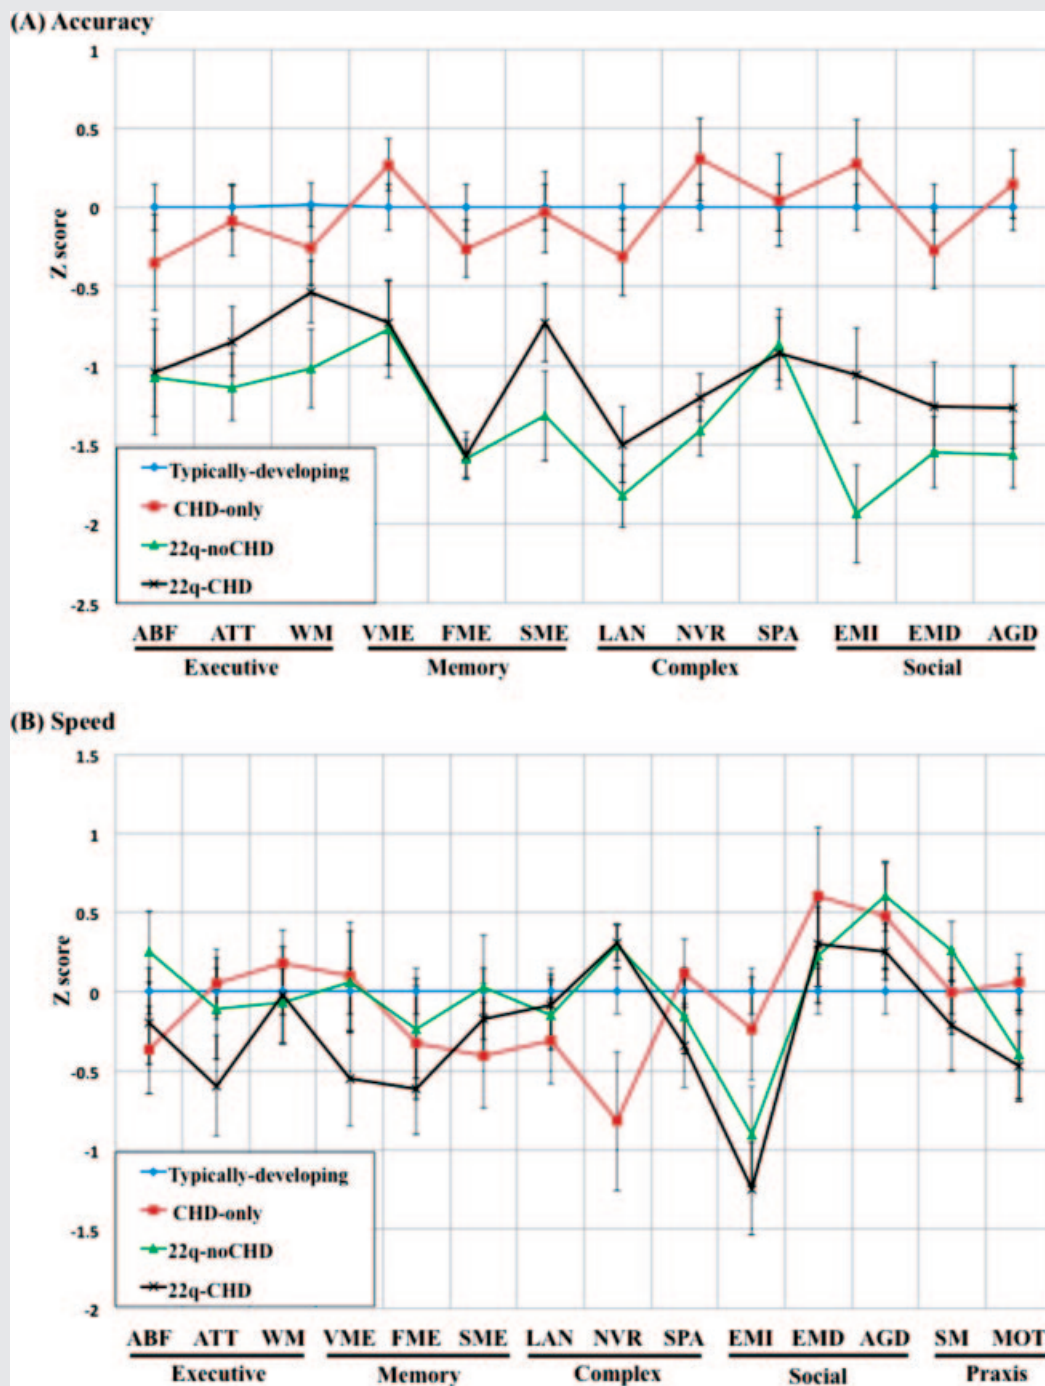 (A) Accuracy
1
0.5
0
-0.5
-1
-1.5
-2
-2.5
Z score
Typically-developing
CHD-only
22q-noCHD
22q-CHD
ABF ATT WM VME FME SME LAN NVR SPA EMI EMD AGD
Executive Memory Complex Social
(B) Speed
1.5
1
0.5
0
-0.5
-1
-1.5
-2
Z score
Typically-developing
CHD-only
22q-noCHD
22q-CHD
ABF ATT WM VME FME SME LAN NVR SPA EMI EMD AGD SM MOT
Executive Memory Complex Social Praxis